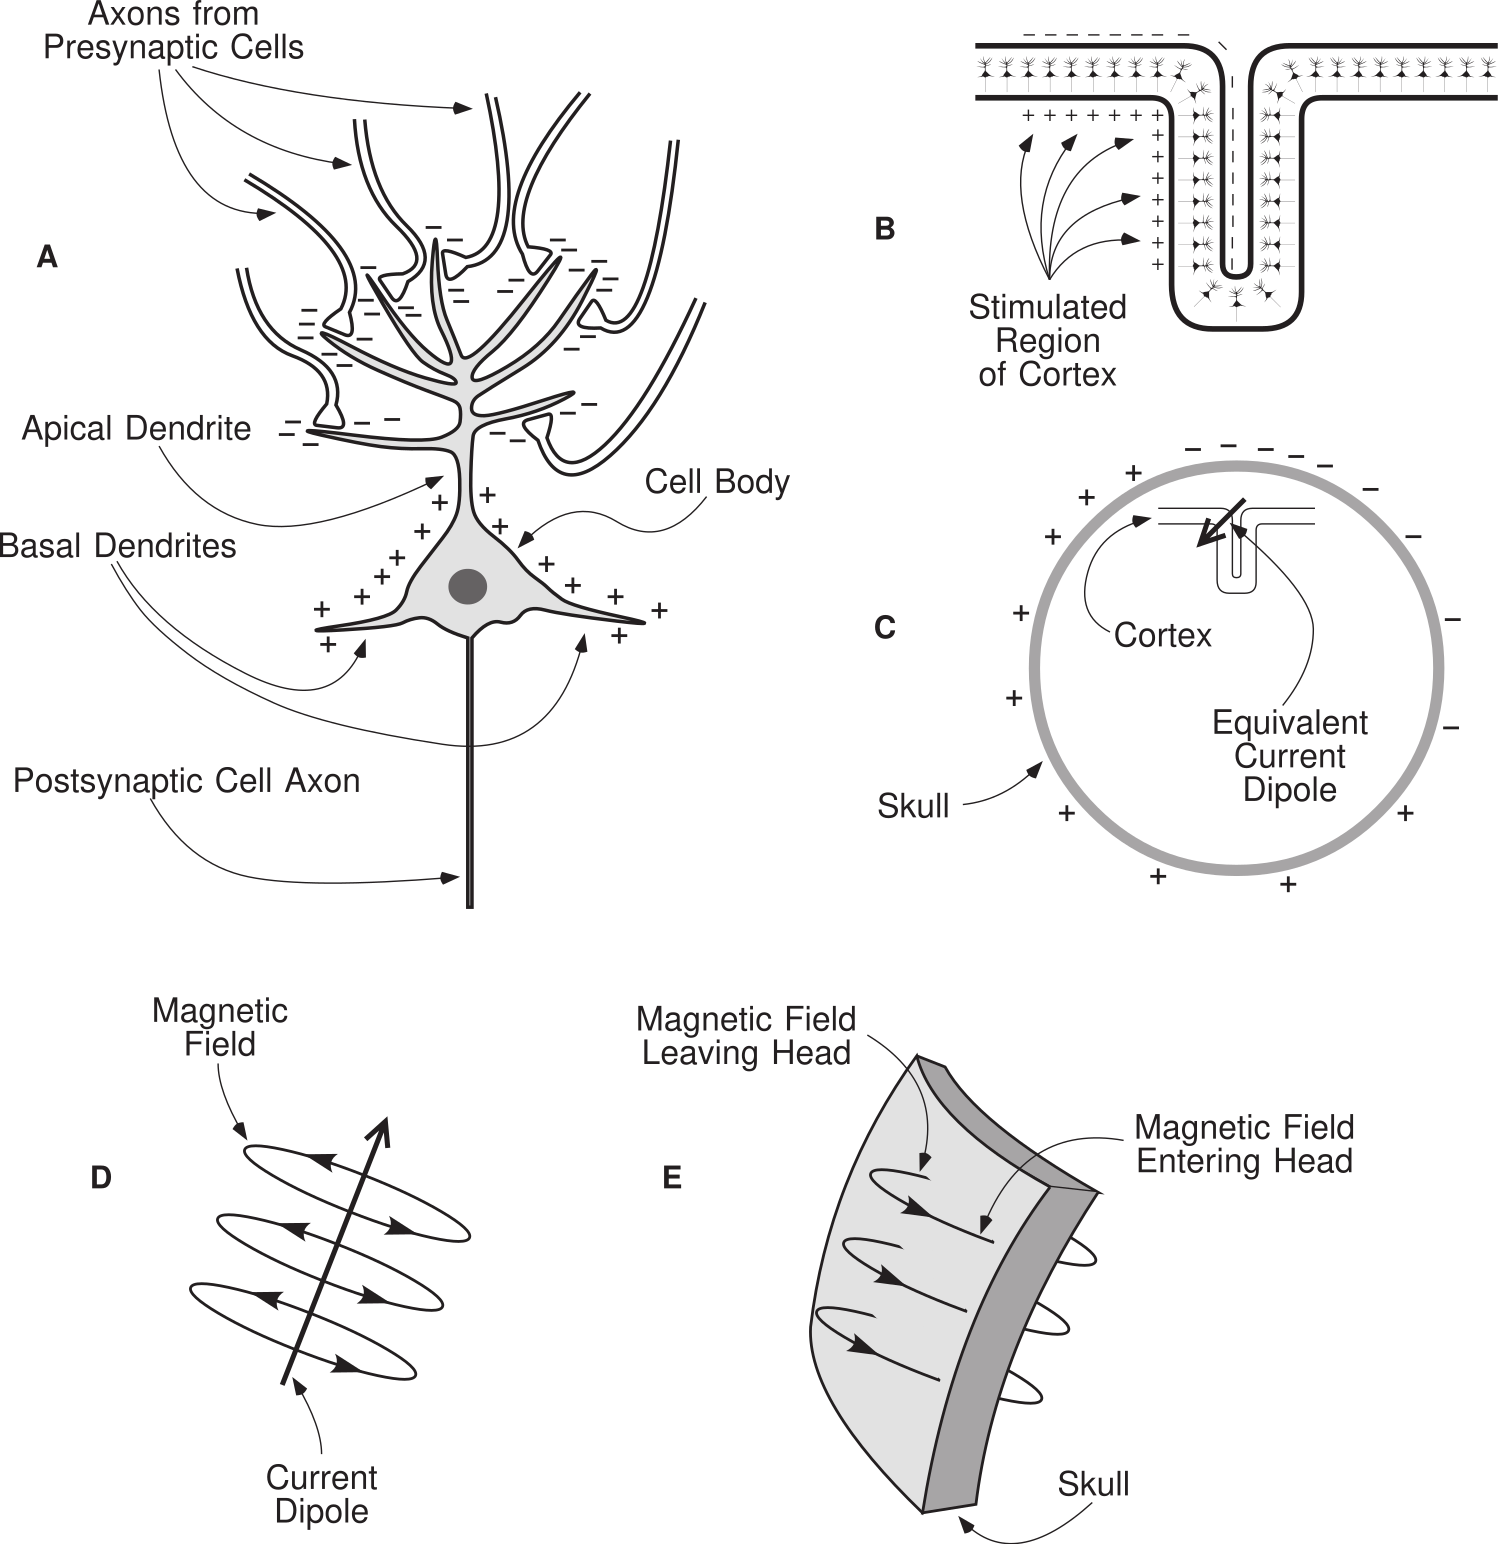 Axons from
Presynaptic Cells
A
Apical Dendrite
Cell Body
Basal Dendrites
Postsynaptic Cell Axon
B
Stimulated
Region
of Cortex
C
Cortex
Equivalent
Current
Dipole
Skull
Magnetic
Field
D
Current
Dipole
Magnetic Field
Leaving Head
Magnetic Field
Entering Head
E
Skull